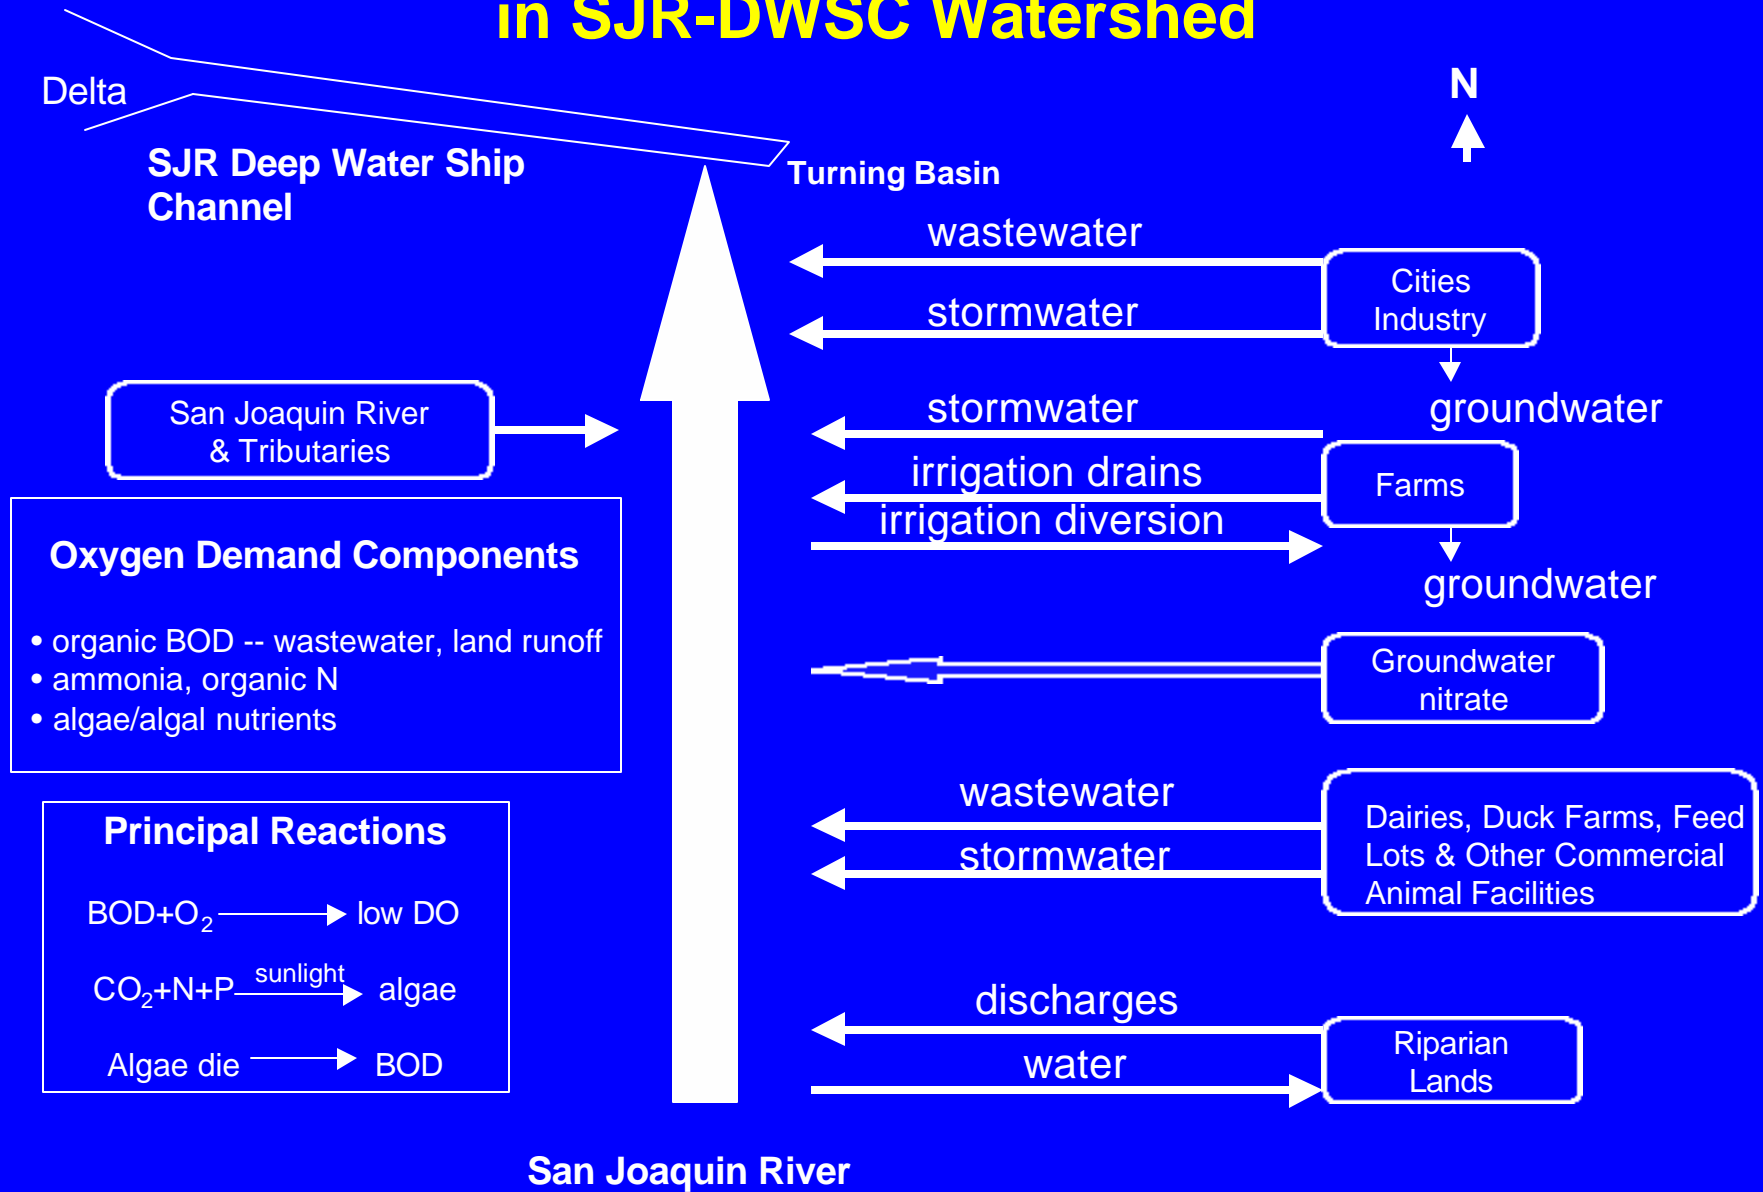 in SJR-DWSC Watershed
Delta
N
SJR Deep Water Ship
Channel
Turning Basin
wastewater
Cities
Industry
stormwater
San Joaquin River
& Tributaries
stormwater
groundwater
irrigation drains
Farms
irrigation diversion
groundwater
Oxygen Demand Components
• organic BOD -- wastewater, land runoff
• ammonia, organic N
• algae/algal nutrients
Groundwater
nitrate
Principal Reactions
BOD+O₂ → low DO
CO₂+N+P sunlight → algae
Algae die → BOD
wastewater
stormwater
Dairies, Duck Farms, Feed
Lots & Other Commercial
Animal Facilities
discharges
water
Riparian
Lands
San Joaquin River